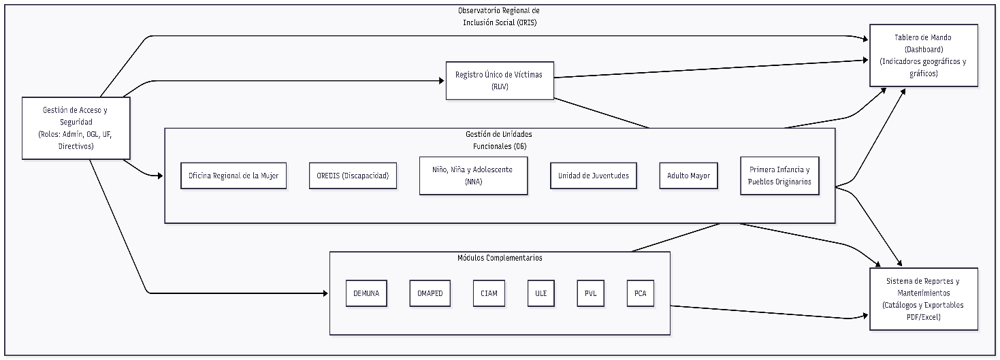 Observatorio Regional de
Inclusión Social (ORIS)
Tablero de Mando
(Dashboard)
(Indicadores geográficos y
gráficos)
Registro Único de Víctimas
(RUV)
Gestión de Acceso y
Seguridad
(Roles: Admin, OGL, UF,
Directivos)
Gestión de Unidades
Funcionales (06)
Oficina Regional de la Mujer
OREDIS (Discapacidad)
Niño, Niña y Adolescente
(NNA)
Unidad de Juventudes
Adulto Mayor
Primera Infancia y
Pueblos Originarios
Módulos Complementarios
DEMUNA
OMAPED
CIAM
ULE
PVL
PCA
Sistema de Reportes y
Mantenimientos
(Catálogos y Exportables
PDF/Excel)